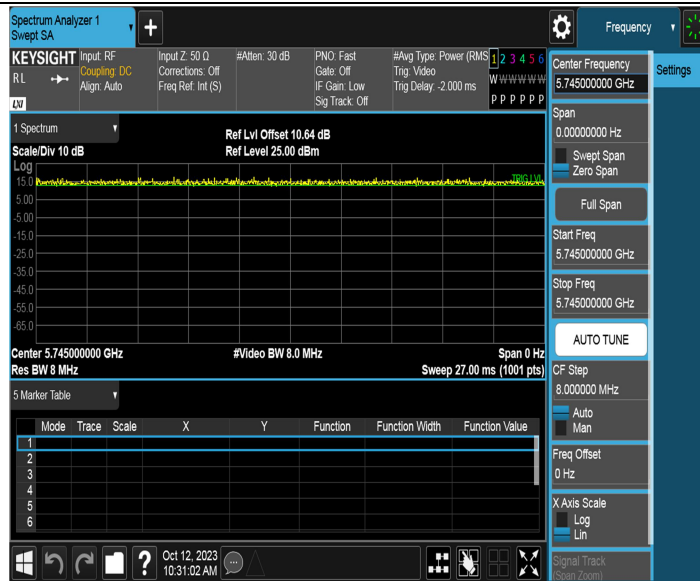 Spectrum Analyzer 1
Swept SA
+
Frequency
KEYSIGHT
RL
LXI
Input: RF
Coupling: DC
Align: Auto
Input Z: 50 Ω
Corrections: Off
Freq Ref: Int (S)
#Atten: 30 dB
PNO: Fast
Gate: Off
IF Gain: Low
Sig Track: Off
#Avg Type: Power (RMS
Trig: Video
Trig Delay: -2.000 ms
1 2 3 4 5 6
W W W W W W
P P P P P P
Center Frequency
5.745000000 GHz
Settings
Span
0.00000000 Hz
Swept Span
Zero Span
Full Span
Start Freq
5.745000000 GHz
Stop Freq
5.745000000 GHz
AUTO TUNE
CF Step
8.000000 MHz
Auto
Man
Freq Offset
0 Hz
X Axis Scale
Log
Lin
Signal Track
(Span Zoom)
1 Spectrum
Scale/Div 10 dB
Ref Lvl Offset 10.64 dB
Ref Level 25.00 dBm
Log
15.0
TRIG LVL
5.00
-5.00
-15.0
-25.0
-35.0
-45.0
-55.0
-65.0
Center 5.745000000 GHz
#Video BW 8.0 MHz
Span 0 Hz
Res BW 8 MHz
Sweep 27.00 ms (1001 pts)
5 Marker Table
Mode Trace Scale X Y Function Function Width Function Value
1
2
3
4
5
6
?
Oct 12, 2023
10:31:02 AM